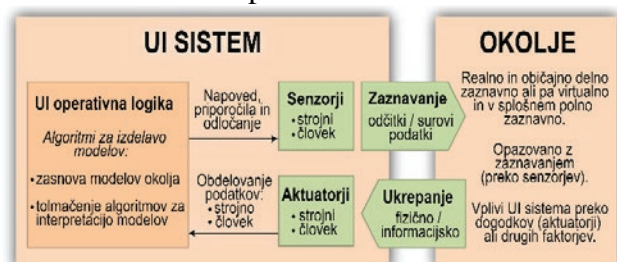 UI SISTEM
UI operativna logika
Algoritmi za izdelavo
modelov:
•zasnova modelov okolja
•tolmačenje algoritmov za
interpretacijo modelov
Napoved,
priporočila in
odločanje
Obdelovanje
podatkov:
• strojno
• človek
Senzorji
• strojni
• človek
Aktuatorji
• strojni
• človek
Zaznavanje
odčitki / surovi
podatki
Ukrepanje
fizično /
informacijsko
OKOLJE
Realno in običajno delno
zaznavno ali pa virtualno
in v splošnem polno
zaznavno.
Opazovano z
zaznavanjem
(preko senzorjev).
Vplivi UI sistema preko
dogodkov (aktuatorji)
ali drugih faktorjev.